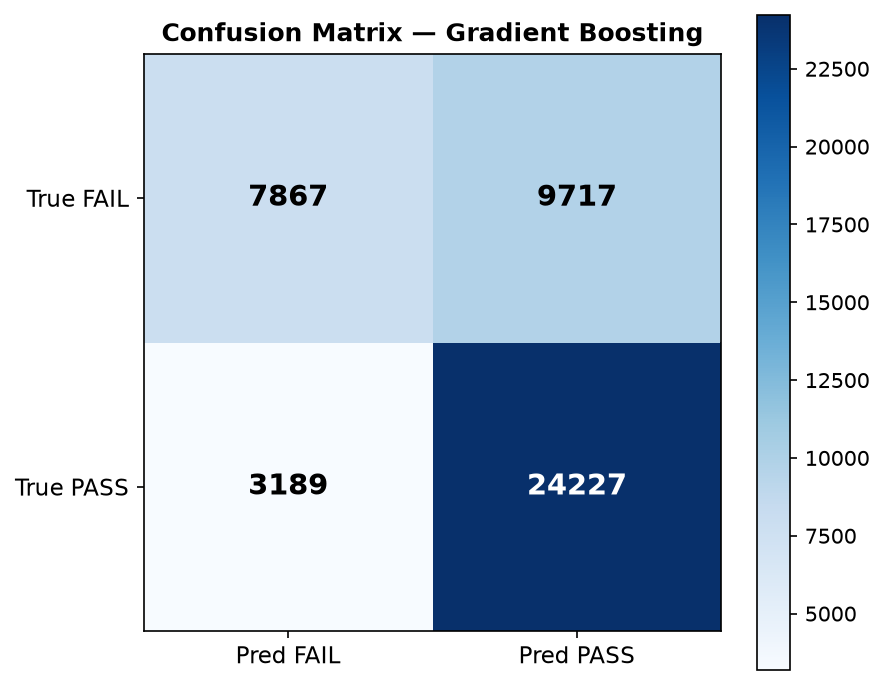 Confusion Matrix — Gradient Boosting
True FAIL
7867
9717
True PASS
3189
24227
Pred FAIL
Pred PASS
22500
20000
17500
15000
12500
10000
7500
5000